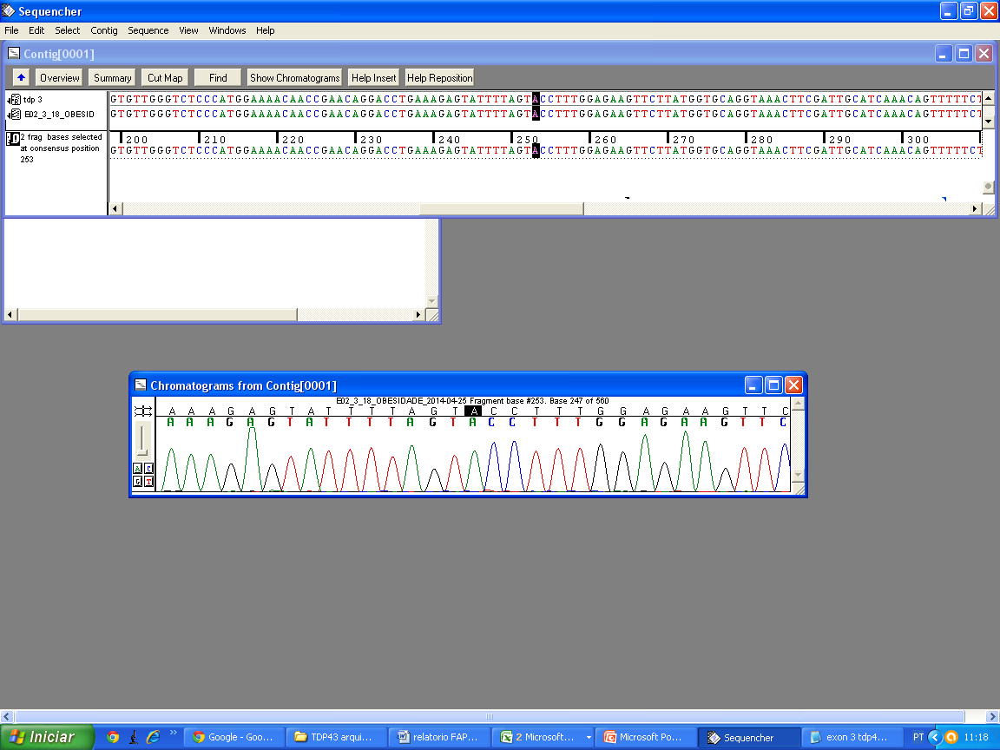 Sequencher
File Edit Select Contig Sequence View Windows Help
Contig[0001]
Overview Summary Cut Map Find Show Chromatograms Help Insert Help Reposition
tdp 3
GTGTTGGGTCTCCCATGGAAAACAACCGAACAGGACCTGAAAGAGTATTTTAGTACCTTTGGAGAAGTTCTTATGGTGCAGGTAAACTTCGATTGCATCAAACAGTTTTTCT
E02_3_18_OBESID
GTGTTGGGTCTCCCATGGAAAACAACCGAACAGGACCTGAAAGAGTATTTTAGTACCTTTGGAGAAGTTCTTATGGTGCAGGTAAACTTCGATTGCATCAAACAGTTTTTCT
2 frag bases selected
at consensus position
253
200 210 220 230 240 250 260 270 280 290 300
GTGTTGGGTCTCCCATGGAAAACAACCGAACAGGACCTGAAAGAGTATTTTAGTACCTTTGGAGAAGTTCTTATGGTGCAGGTAAACTTCGATTGCATCAAACAGTTTTTCT
Chromatograms from Contig[0001]
E02_3_18_OBESIDADE_2014-04-25 Fragment base #253. Base 247 of 560
A A A G A G T A T T T T A G T A C C T T T G G A G A A G T T C
A A A G A G T A T T T T A G T A C C T T T G G A G A A G T T C
A C
G T
Iniciar
Google - Goo...
TDP43 arqui...
relatorio FAP...
2 Microsoft...
Microsoft Po...
Sequencher
exon 3 tdp4...
PT
11:18